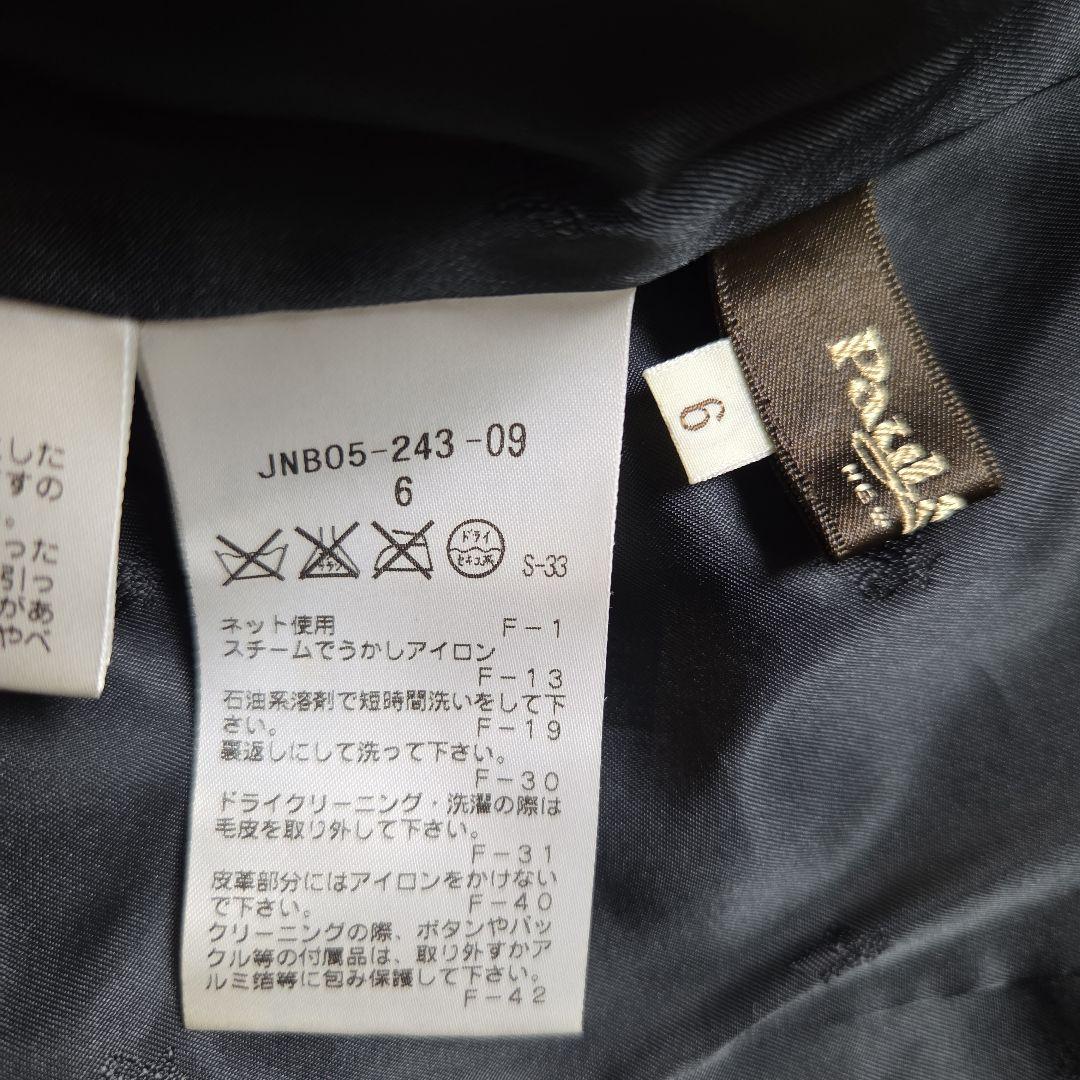 した
すの
。
った
引っ
があ
やべ
JNB05-243-09
6
ドライ
セキユ系
S-33
ネット使用 F-1
スチームでうかしアイロン
F-13
石油系溶剤で短時間洗いをして下
さい。 F-19
裏返しにして洗って下さい。
F-30
ドライクリーニング・洗濯の際は
毛皮を取り外して下さい。
F-31
皮革部分にはアイロンをかけない
で下さい。 F-40
クリーニングの際、ボタンやバッ
クル等の付属品は、取り外すかア
ルミ箔等に包み保護して下さい。
F-42
6